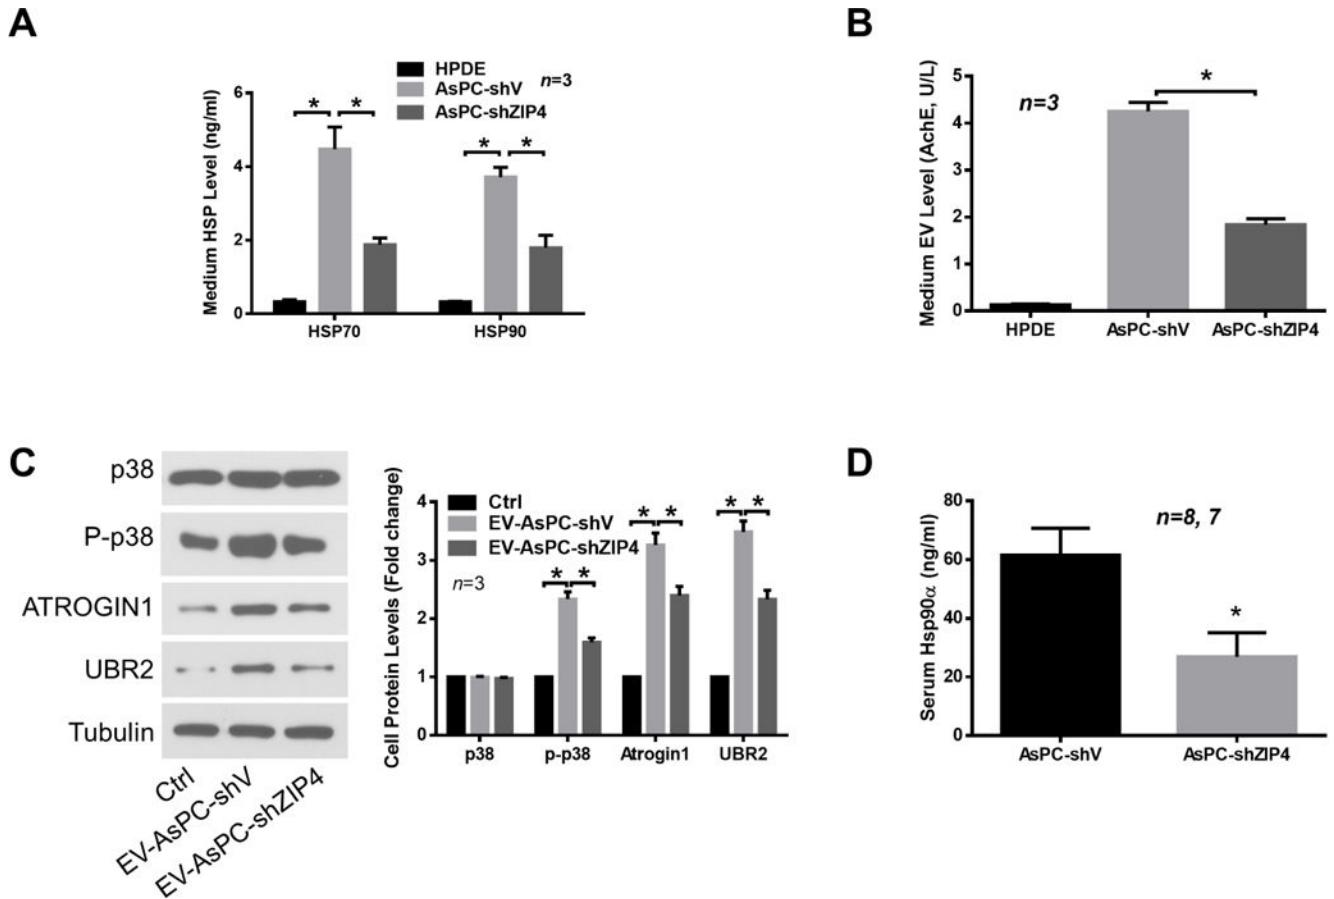 A
HPDE
AsPC-shV
AsPC-shZIP4
n=3
* * * *
Medium HSP Level (ng/ml)
6
4
2
0
HSP70 HSP90
B
n=3
*
Medium EV Level (AchE, U/L)
5
4
3
2
1
0
HPDE AsPC-shV AsPC-shZIP4
C
p38
P-p38
ATROGIN1
UBR2
Tubulin
Ctrl
EV-AsPC-shV
EV-AsPC-shZIP4
Cell Protein Levels (Fold change)
4
3
2
1
0
Ctrl
EV-AsPC-shV
EV-AsPC-shZIP4
n=3
* * * * * *
p38 p-p38 Atrogin1 UBR2
D
n=8, 7
*
Serum Hsp90α (ng/ml)
80
60
40
20
0
AsPC-shV AsPC-shZIP4